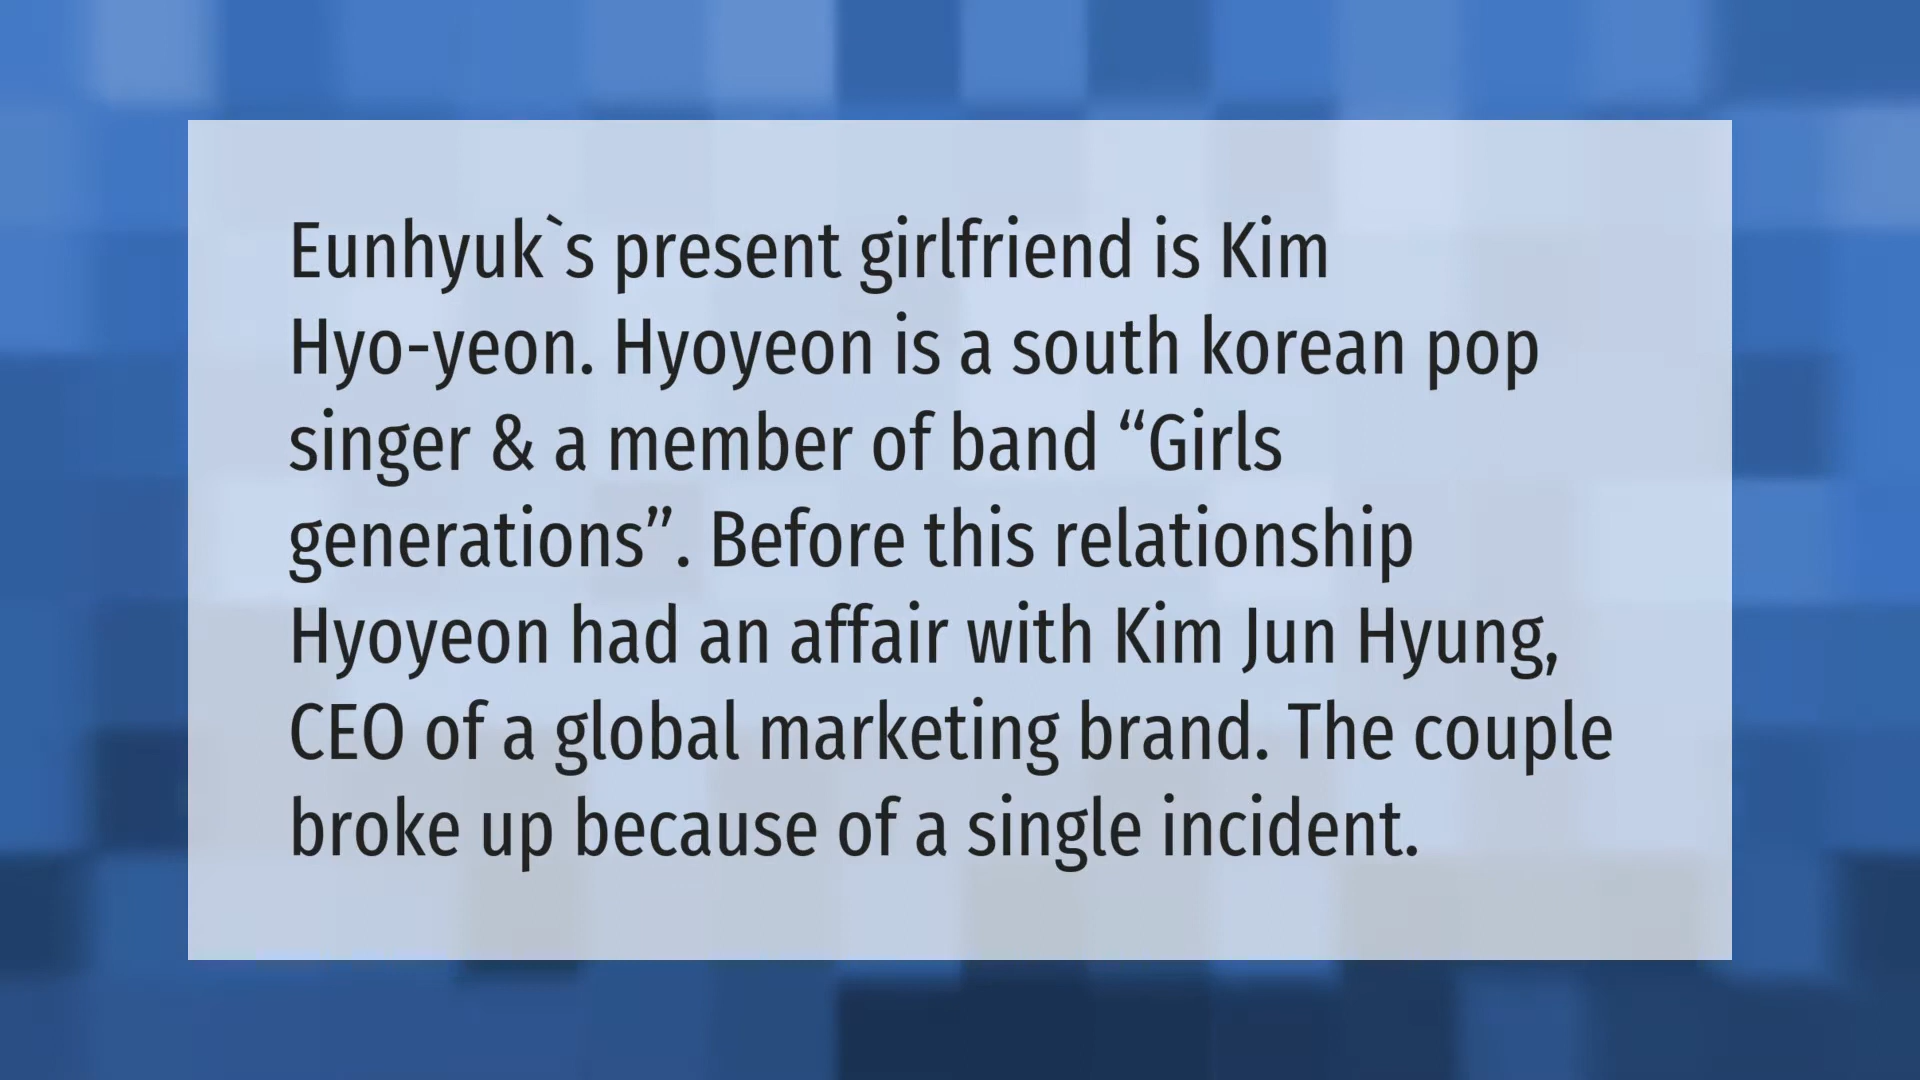 Eunhyuk`s present girlfriend is Kim
Hyo-yeon. Hyoyeon is a south korean pop
singer & a member of band “Girls
generations”. Before this relationship
Hyoyeon had an affair with Kim Jun Hyung,
CEO of a global marketing brand. The couple
broke up because of a single incident.